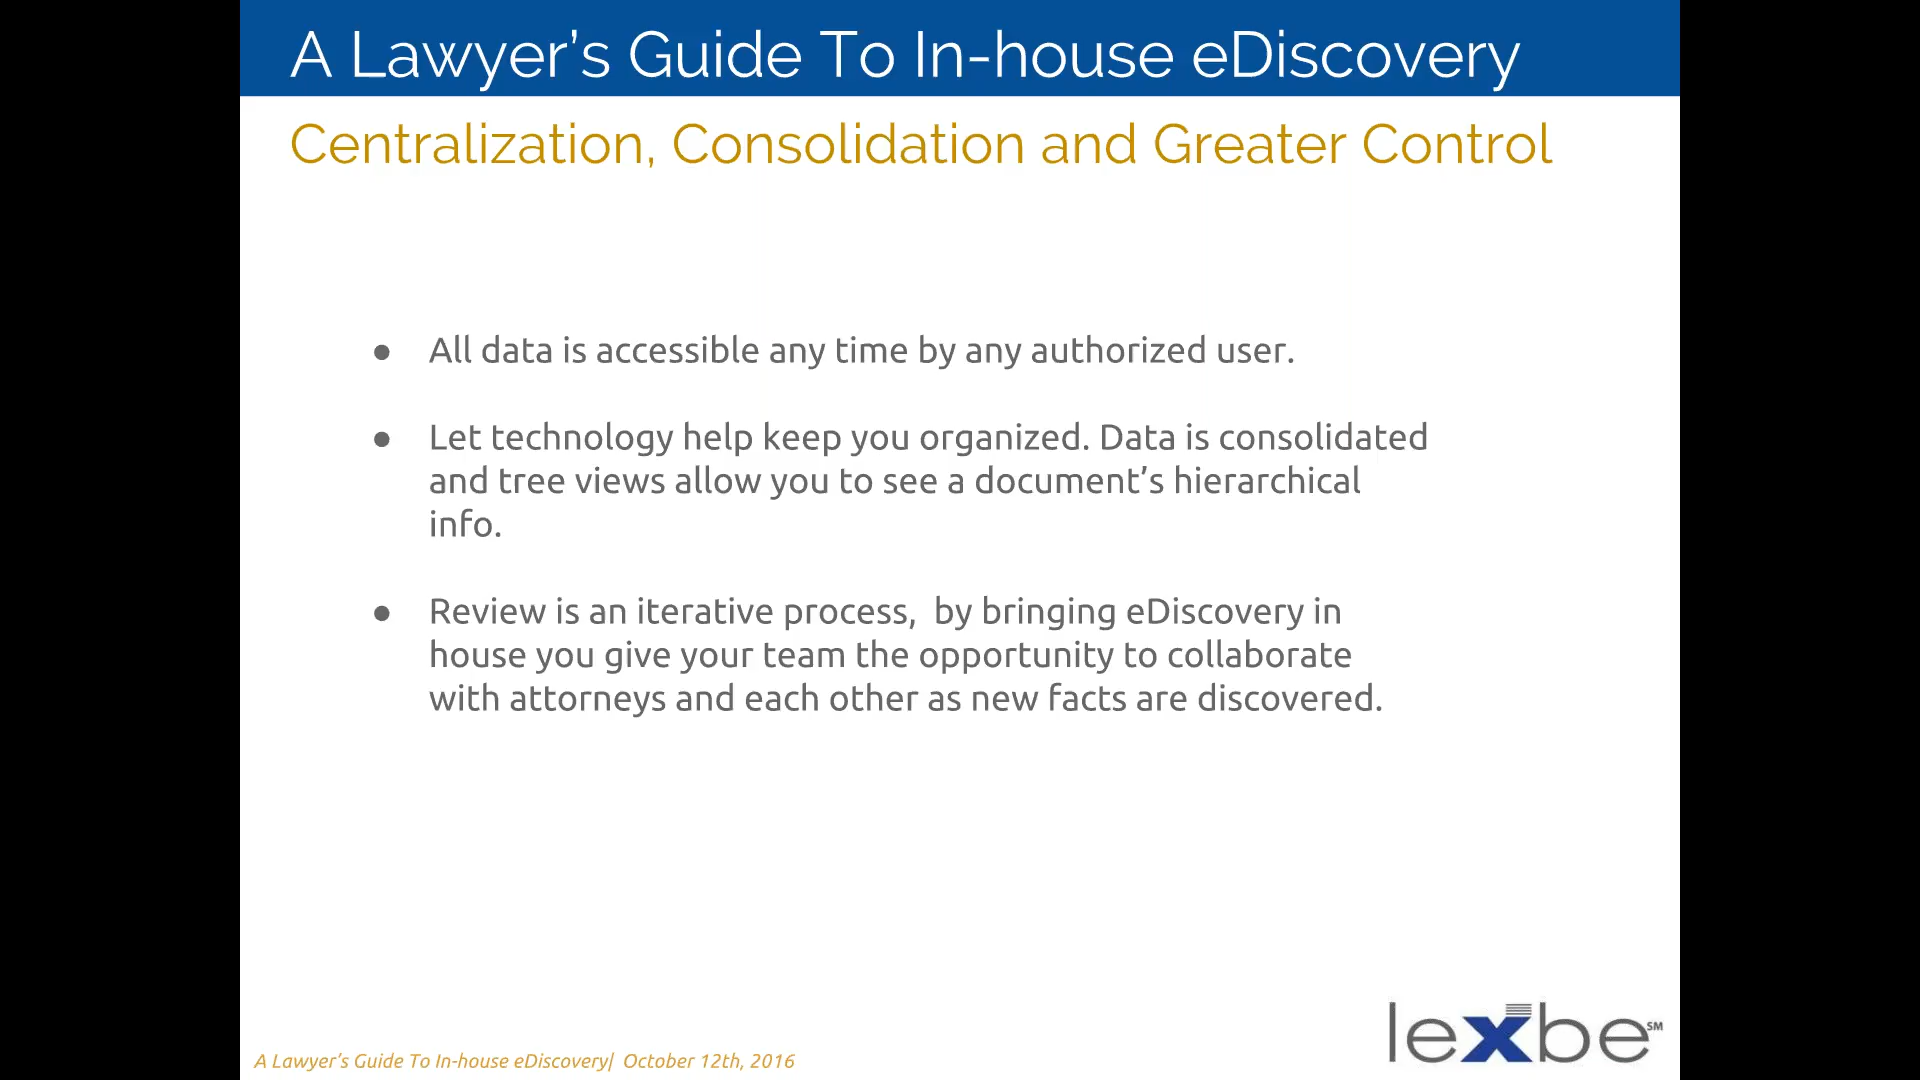 A Lawyer’s Guide To In-house eDiscovery
Centralization, Consolidation and Greater Control
● All data is accessible any time by any authorized user.
● Let technology help keep you organized. Data is consolidated
and tree views allow you to see a document’s hierarchical
info.
● Review is an iterative process,  by bringing eDiscovery in
house you give your team the opportunity to collaborate
with attorneys and each other as new facts are discovered.
lexbe℠
A Lawyer’s Guide To In-house eDiscovery|  October 12th, 2016